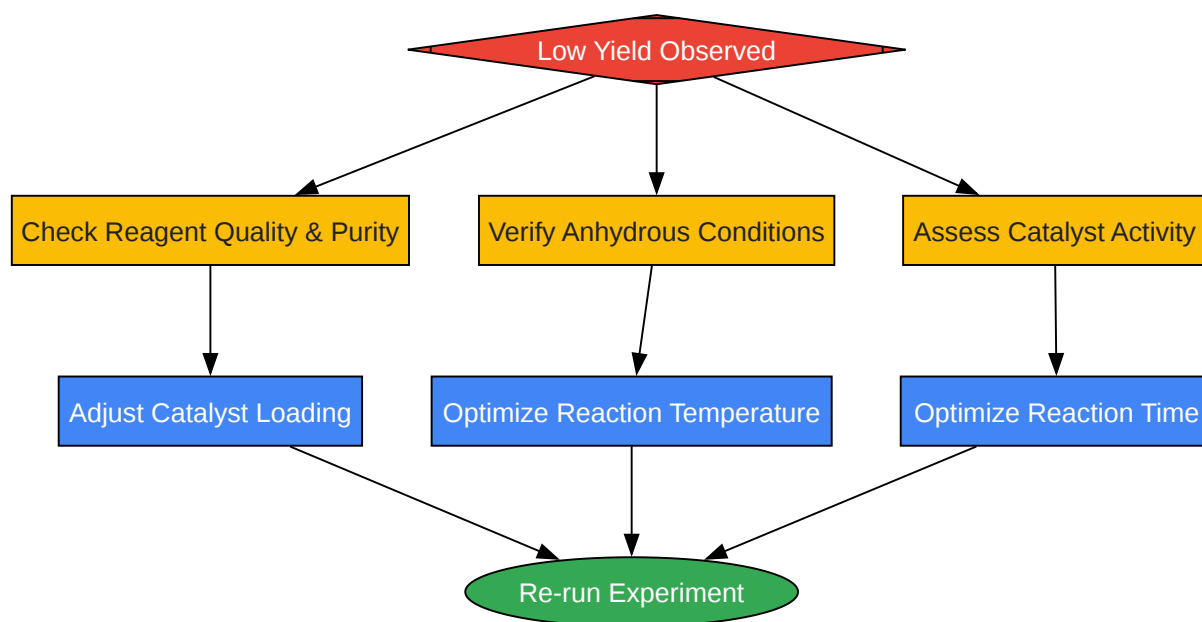 Low Yield Observed
Check Reagent Quality & Purity
Verify Anhydrous Conditions
Assess Catalyst Activity
Adjust Catalyst Loading
Optimize Reaction Temperature
Optimize Reaction Time
Re-run Experiment